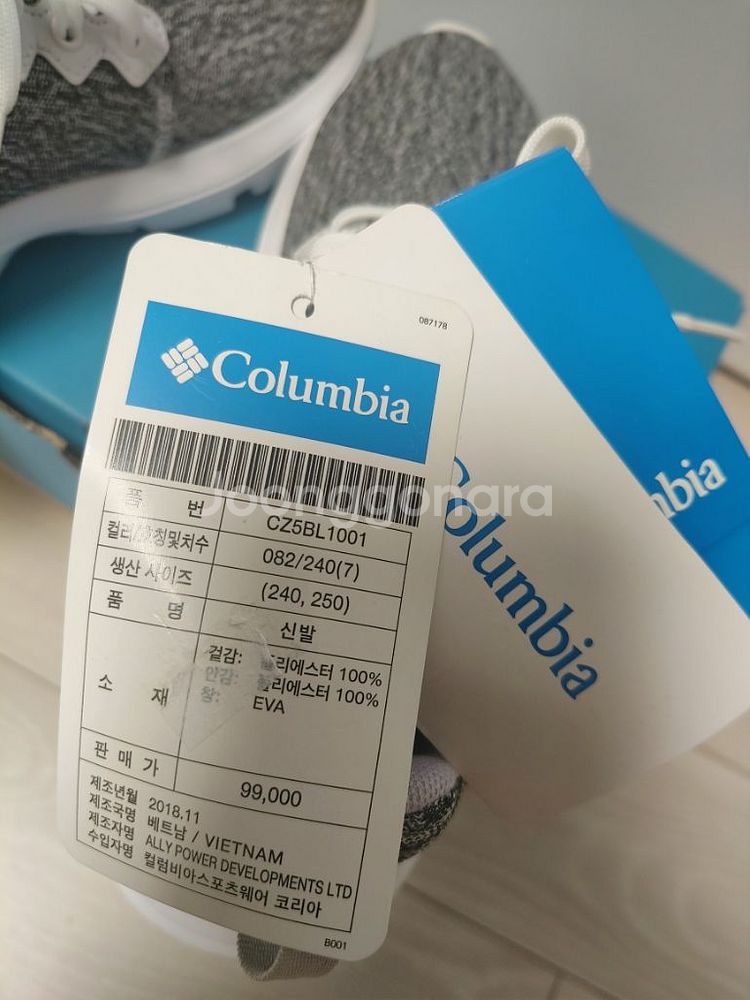 087178
Columbia
품 번 CZ5BL1001
컬러/호칭및치수 082/240(7)
생산 사이즈 (240, 250)
품 명 신발
소 재 겉감: 폴리에스터 100%
안감: 폴리에스터 100%
창: EVA
판 매 가 99,000
제조년월 2018.11
제조국명 베트남 / VIETNAM
제조자명 ALLY POWER DEVELOPMENTS LTD
수입자명 컬럼비아스포츠웨어 코리아
B001
Columbia
mbia
Joonggonara